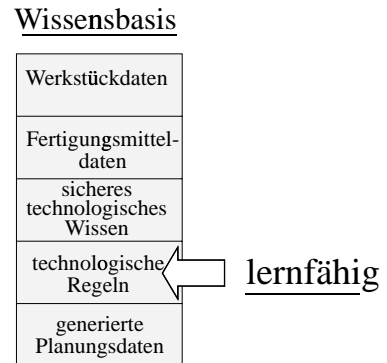 Wissensbasis
Werkstückdaten
Fertigungsmittel-
daten
sicheres
technologisches
Wissen
technologische
Regeln
lernfähig
generierte
Planungsdaten